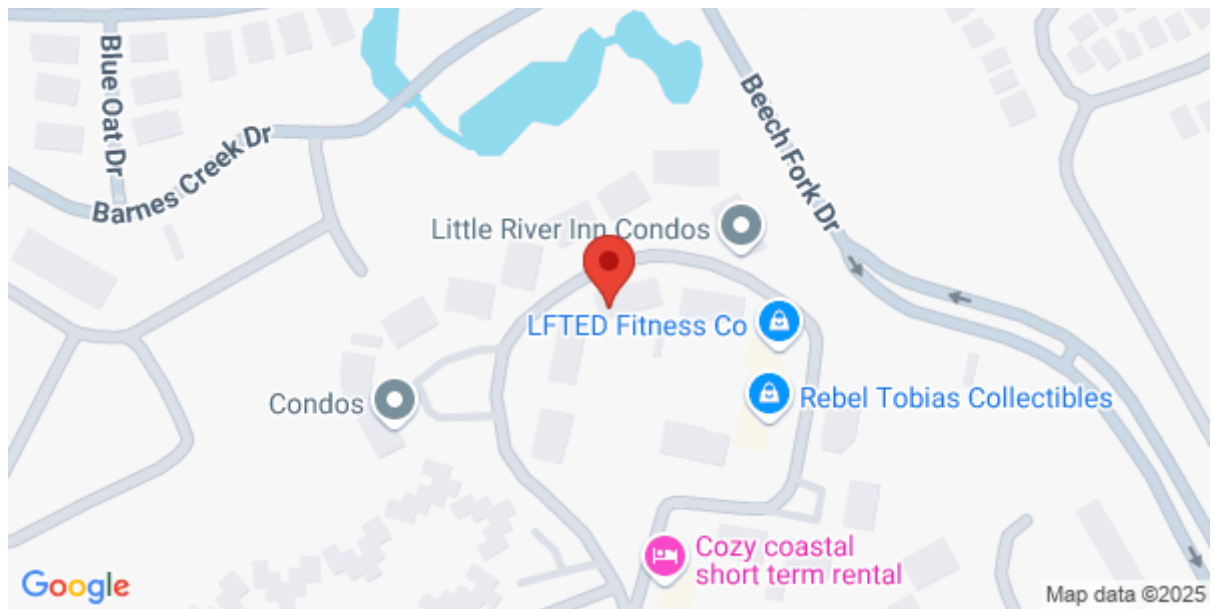 Blue Oat Dr
Barnes Creek Dr
Beech Fork Dr
Little River Inn Condos
LFTED Fitness Co
Rebel Tobias Collectibles
Condos
Cozy coastal
short term rental
Google
Map data ©2025